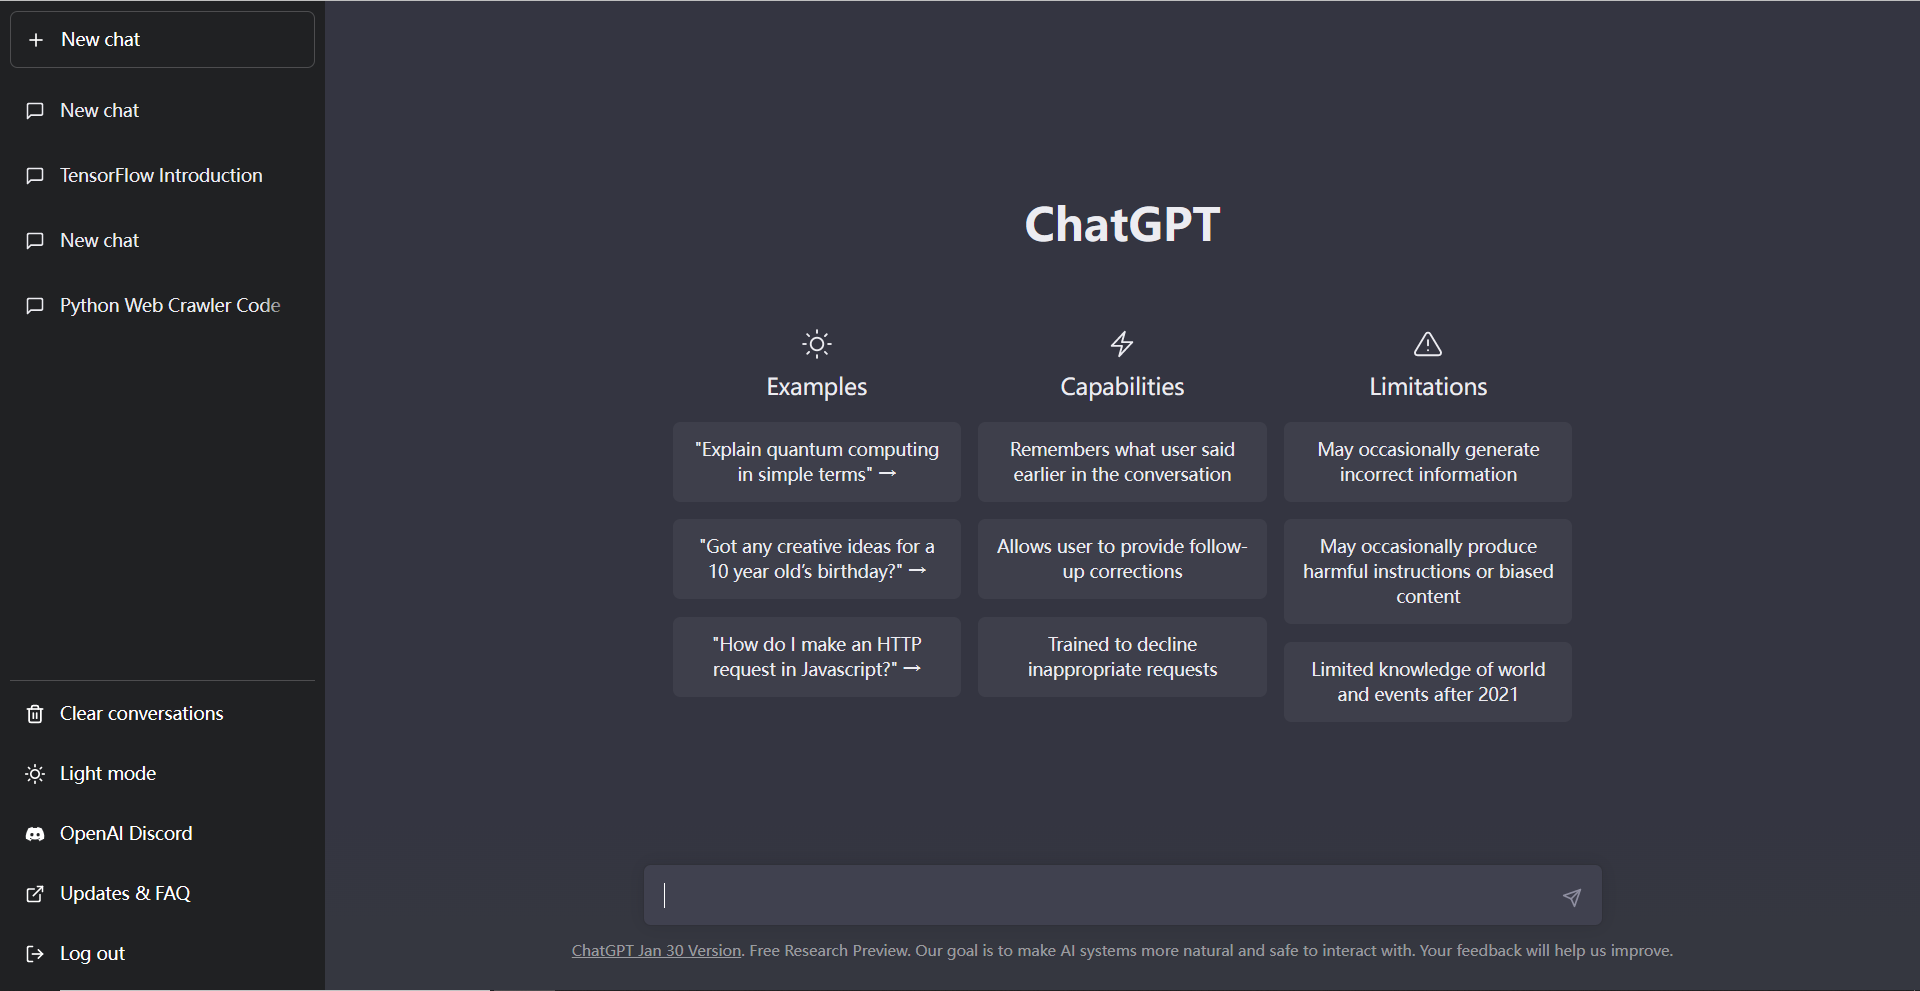 New chat
New chat
TensorFlow Introduction
New chat
Python Web Crawler Code
Clear conversations
Light mode
OpenAI Discord
Updates & FAQ
Log out
ChatGPT
Examples
"Explain quantum computing
in simple terms" →
"Got any creative ideas for a
10 year old’s birthday?" →
"How do I make an HTTP
request in Javascript?" →
Capabilities
Remembers what user said
earlier in the conversation
Allows user to provide follow-
up corrections
Trained to decline
inappropriate requests
Limitations
May occasionally generate
incorrect information
May occasionally produce
harmful instructions or biased
content
Limited knowledge of world
and events after 2021
ChatGPT Jan 30 Version. Free Research Preview. Our goal is to make AI systems more natural and safe to interact with. Your feedback will help us improve.